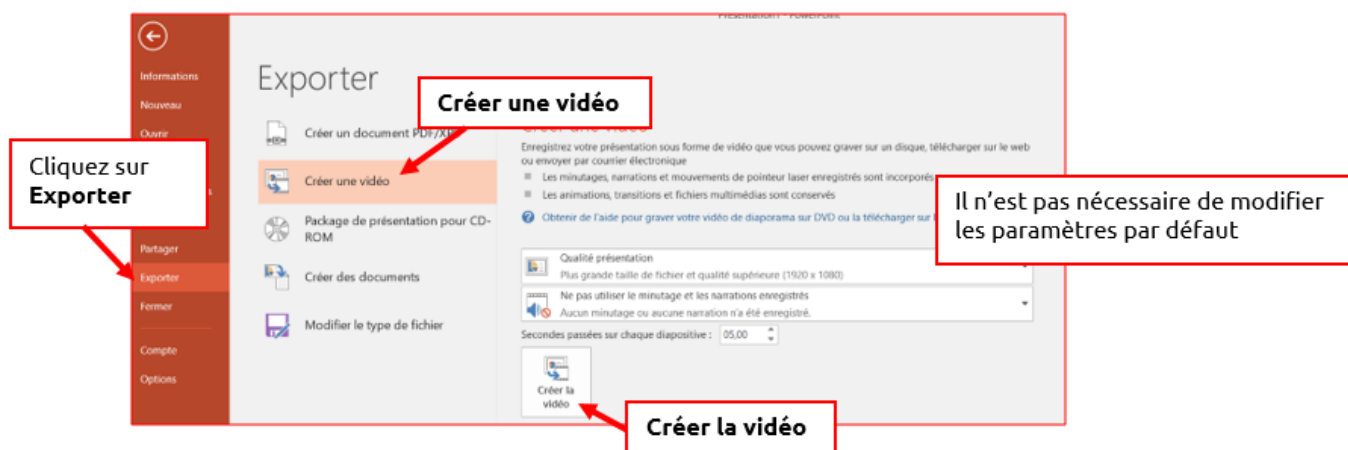 Présentation1 - PowerPoint
Informations
Nouveau
Ouvrir
Cliquez sur
Exporter
s
Partager
Exporter
Fermer
Compte
Options
Exporter
Créer une vidéo
Créer un document PDF/XP
Créer une vidéo
Package de présentation pour CD-
ROM
Créer des documents
Modifier le type de fichier
Créer une vidéo
Enregistrez votre présentation sous forme de vidéo que vous pouvez graver sur un disque, télécharger sur le web
ou envoyer par courrier électronique
Les minutages, narrations et mouvements de pointeur laser enregistrés sont incorporés
Les animations, transitions et fichiers multimédias sont conservés
Obtenir de l'aide pour graver votre vidéo de diaporama sur DVD ou la télécharger sur
Il n’est pas nécessaire de modifier
les paramètres par défaut
Qualité présentation
Plus grande taille de fichier et qualité supérieure (1920 x 1080)
Ne pas utiliser le minutage et les narrations enregistrés
Aucun minutage ou aucune narration n'a été enregistré.
Secondes passées sur chaque diapositive : 05,00
Créer la
vidéo
Créer la vidéo